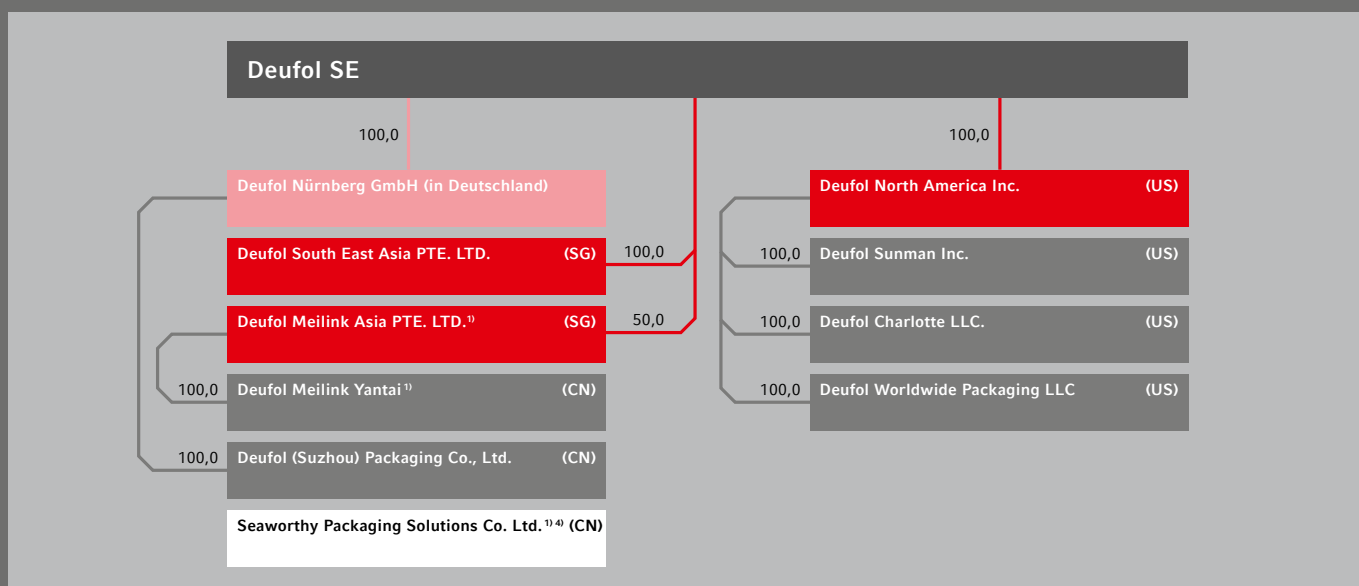 Deufol SE
100,0
100,0
Deufol Nürnberg GmbH (in Deutschland)
Deufol North America Inc. (US)
Deufol South East Asia PTE. LTD. (SG) 100,0
100,0 Deufol Sunman Inc. (US)
Deufol Meilink Asia PTE. LTD.¹⁾ (SG) 50,0
100,0 Deufol Charlotte LLC. (US)
100,0 Deufol Meilink Yantai¹⁾ (CN)
100,0 Deufol Worldwide Packaging LLC (US)
100,0 Deufol (Suzhou) Packaging Co., Ltd. (CN)
Seaworthy Packaging Solutions Co. Ltd.¹⁾ ⁴⁾ (CN)